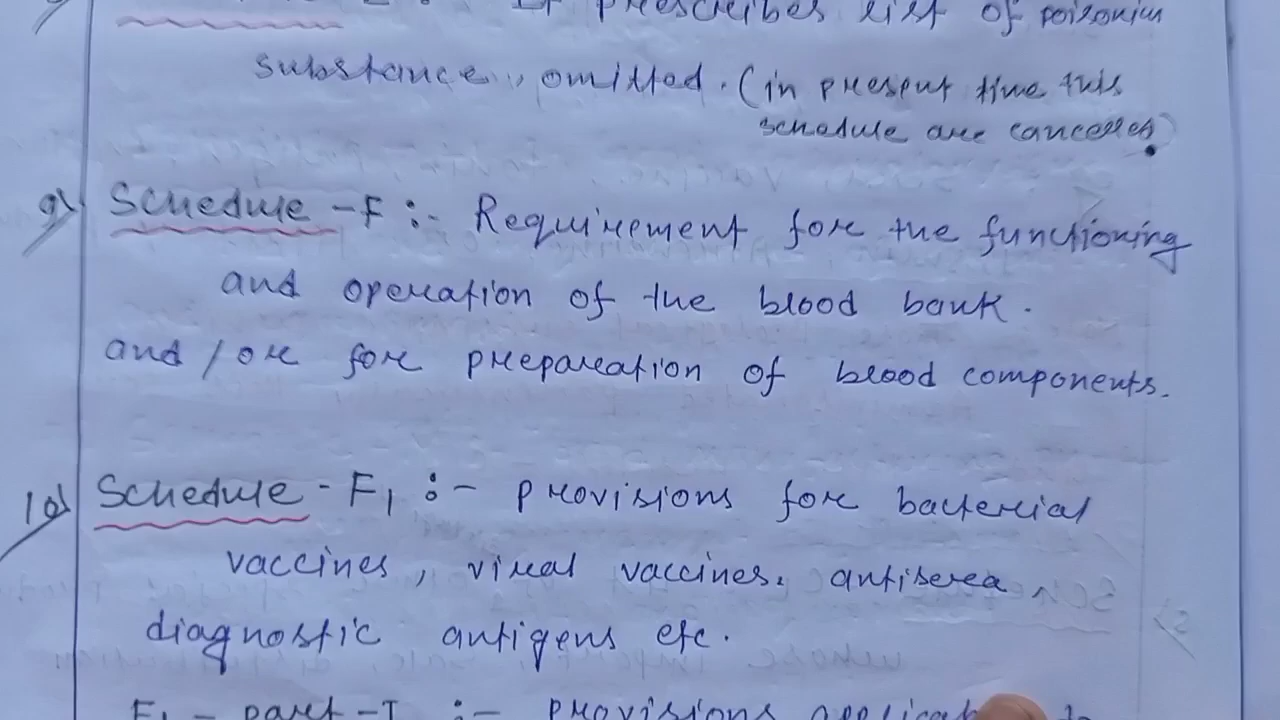 It prescribes list of poisonius
substance, omitted. (in present time this
schedule are cancelled)
9) Schedule -F :- Requirement for the functioning
and operation of the blood bank.
and / or for preparation of blood components.
10) Schedule - F1 :- provisions for bacterial
vaccines, viral vaccines, antisera,
diagnostic antigens etc.
F1 - part -I :- provisions